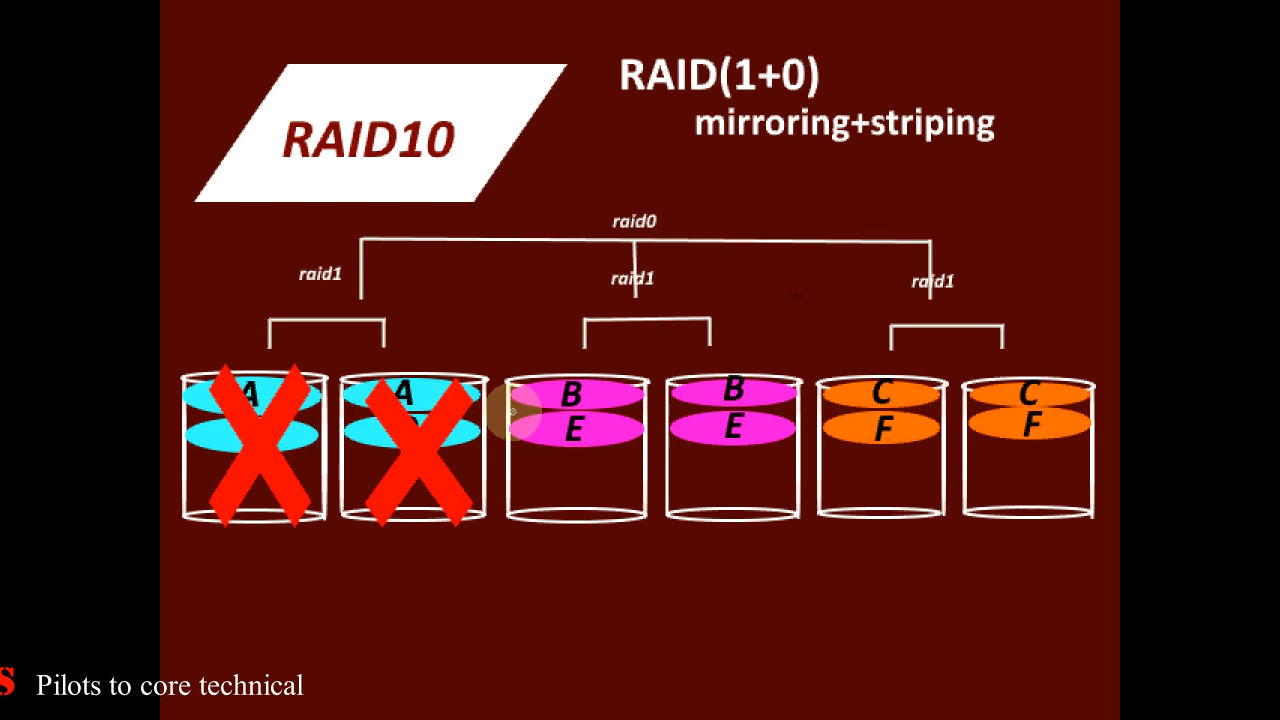 RAID(1+0)
mirroring+striping
RAID10
raid0
raid1 raid1 raid1
A A B B C C
E E F F
S Pilots to core technical